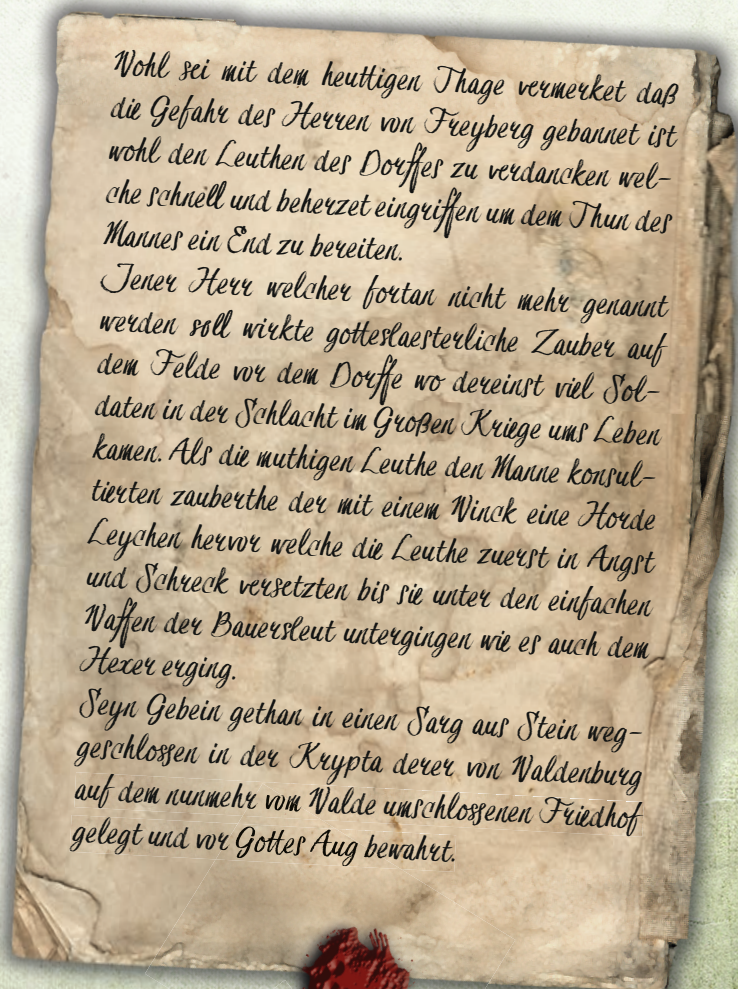 Wohl sei mit dem heuttigen Thage vermerket daß
die Gefahr des Herren von Freyberg gebannet ist
wohl den Leuthen des Dorffes zu verdancken wel-
che schnell und beherzet eingriffen um dem Thun des
Mannes ein End zu bereiten.
Jener Herr welcher fortan nicht mehr genannt
werden soll wirkte gotteslaesterliche Zauber auf
dem Felde vor dem Dorffe wo dereinst viel Sol-
daten in der Schlacht im Großen Kriege ums Leben
kamen. Als die muthigen Leuthe den Manne konsul-
tierten zauberthe der mit einem Winck eine Horde
Leychen hervor welche die Leuthe zuerst in Angst
und Schreck versetzten bis sie unter den einfachen
Waffen der Bauersleut untergingen wie es auch dem
Hexer erging.
Seyn Gebein gethan in einen Sarg aus Stein weg-
geschlossen in der Krypta derer von Waldenburg
auf dem nunmehr vom Walde umschlossenen Friedhof
gelegt und vor Gottes Aug bewahrt.